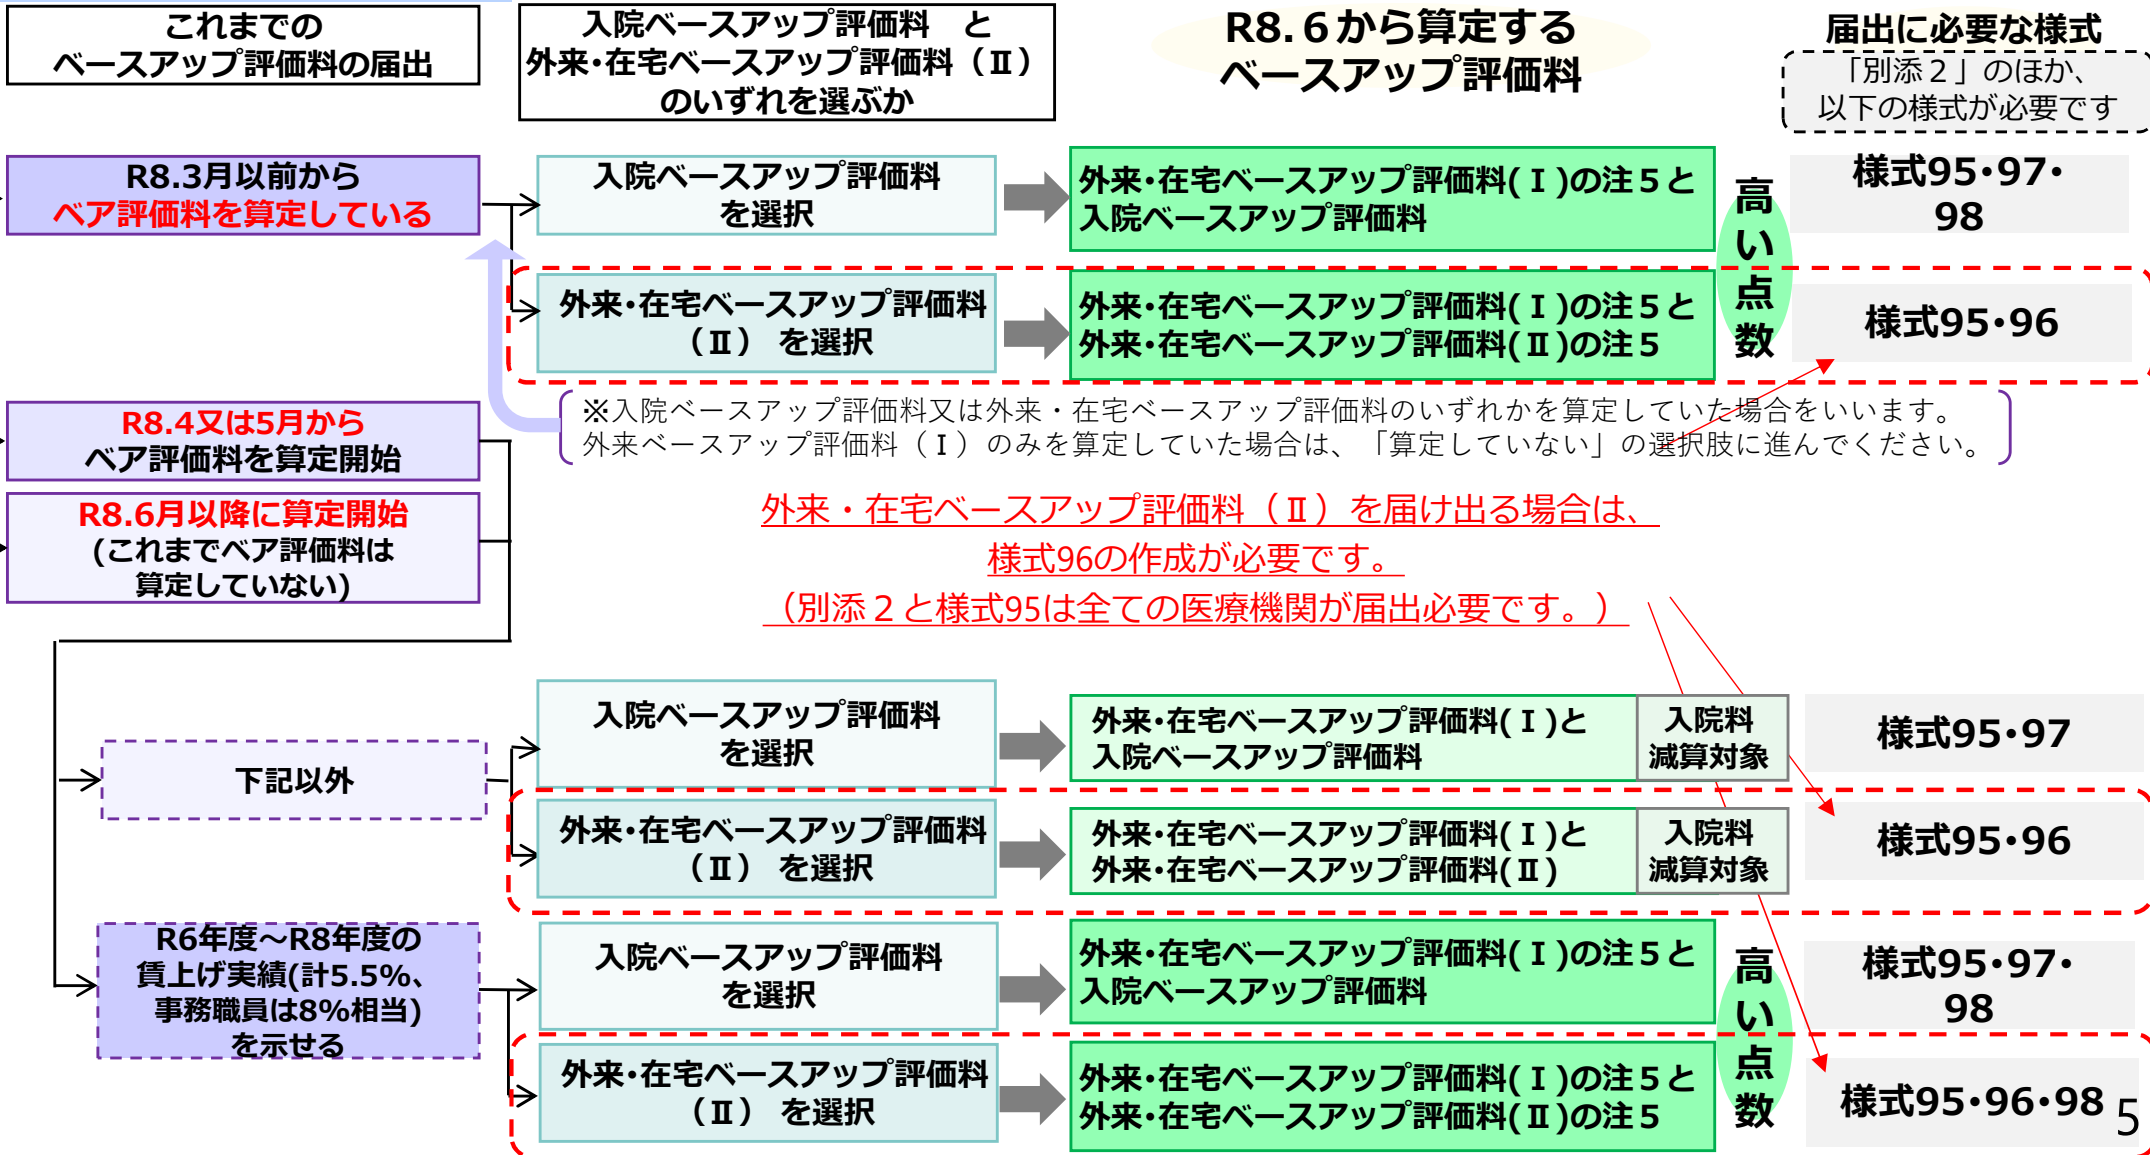 これまでの
ベースアップ評価料の届出
入院ベースアップ評価料　と
外来･在宅ベースアップ評価料（Ⅱ）
のいずれを選ぶか
R8.６から算定する
ベースアップ評価料
届出に必要な様式
「別添２」のほか、
以下の様式が必要です
R8.3月以前から
ベア評価料を算定している
入院ベースアップ評価料
を選択
外来･在宅ベースアップ評価料(Ⅰ)の注５と
入院ベースアップ評価料
高い点数
様式95･97･
98
外来･在宅ベースアップ評価料
（Ⅱ） を選択
外来･在宅ベースアップ評価料(Ⅰ)の注５と
外来･在宅ベースアップ評価料(Ⅱ)の注５
様式95･96
※入院ベースアップ評価料又は外来・在宅ベースアップ評価料のいずれかを算定していた場合をいいます。
外来ベースアップ評価料（Ⅰ）のみを算定していた場合は、「算定していない」の選択肢に進んでください。
R8.4又は5月から
ベア評価料を算定開始
R8.6月以降に算定開始
(これまでベア評価料は
算定していない)
外来・在宅ベースアップ評価料（Ⅱ）を届け出る場合は、
様式96の作成が必要です。
（別添２と様式95は全ての医療機関が届出必要です。）
下記以外
入院ベースアップ評価料
を選択
外来･在宅ベースアップ評価料(Ⅰ)と
入院ベースアップ評価料
入院料
減算対象
様式95･97
外来･在宅ベースアップ評価料
（Ⅱ） を選択
外来･在宅ベースアップ評価料(Ⅰ)と
外来･在宅ベースアップ評価料(Ⅱ)
入院料
減算対象
様式95･96
R6年度～R8年度の
賃上げ実績(計5.5%、
事務職員は8%相当)
を示せる
入院ベースアップ評価料
を選択
外来･在宅ベースアップ評価料(Ⅰ)の注５と
入院ベースアップ評価料
高い点数
様式95･97･
98
外来･在宅ベースアップ評価料
（Ⅱ） を選択
外来･在宅ベースアップ評価料(Ⅰ)の注５と
外来･在宅ベースアップ評価料(Ⅱ)の注５
様式95･96･98
5